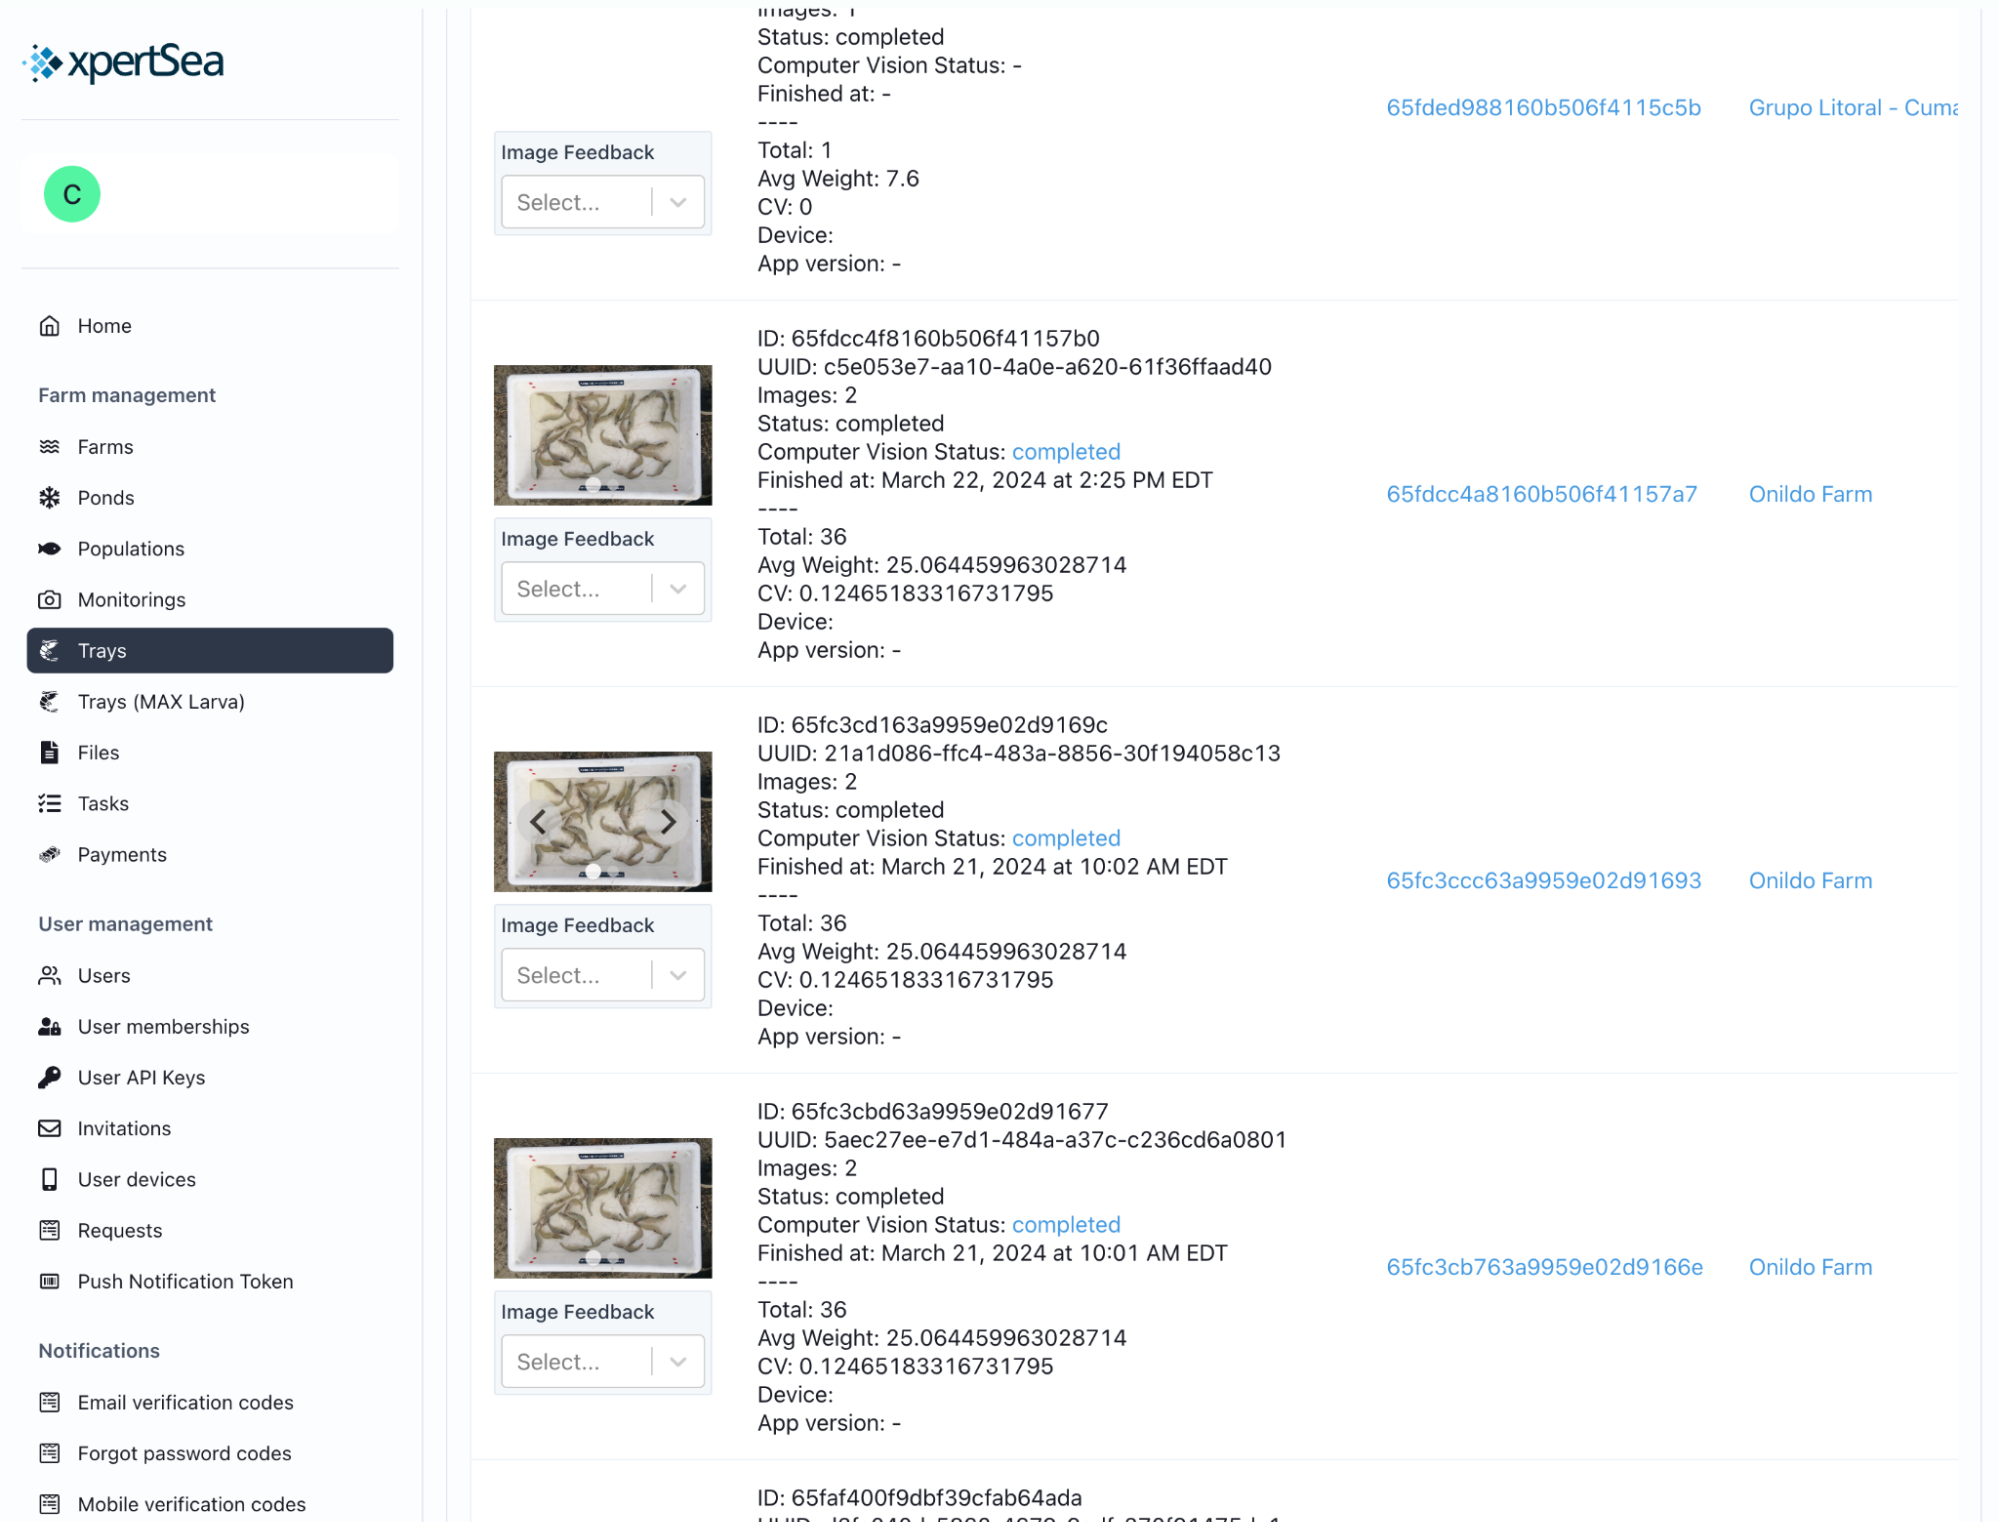 xpertSea
C
Home
Farm management
Farms
Ponds
Populations
Monitorings
Trays
Trays (MAX Larva)
Files
Tasks
Payments
User management
Users
User memberships
User API Keys
Invitations
User devices
Requests
Push Notification Token
Notifications
Email verification codes
Forgot password codes
Mobile verification codes
Images: 1
Status: completed
Computer Vision Status: -
Finished at: -
----
Total: 1
Avg Weight: 7.6
CV: 0
Device:
App version: -
Image Feedback
Select...
65fded988160b506f4115c5b
Grupo Litoral - Cuma
ID: 65fdcc4f8160b506f41157b0
UUID: c5e053e7-aa10-4a0e-a620-61f36ffaad40
Images: 2
Status: completed
Computer Vision Status: completed
Finished at: March 22, 2024 at 2:25 PM EDT
----
Total: 36
Avg Weight: 25.064459963028714
CV: 0.12465183316731795
Device:
App version: -
Image Feedback
Select...
65fdcc4a8160b506f41157a7
Onildo Farm
ID: 65fc3cd163a9959e02d9169c
UUID: 21a1d086-ffc4-483a-8856-30f194058c13
Images: 2
Status: completed
Computer Vision Status: completed
Finished at: March 21, 2024 at 10:02 AM EDT
----
Total: 36
Avg Weight: 25.064459963028714
CV: 0.12465183316731795
Device:
App version: -
Image Feedback
Select...
65fc3ccc63a9959e02d91693
Onildo Farm
ID: 65fc3cbd63a9959e02d91677
UUID: 5aec27ee-e7d1-484a-a37c-c236cd6a0801
Images: 2
Status: completed
Computer Vision Status: completed
Finished at: March 21, 2024 at 10:01 AM EDT
----
Total: 36
Avg Weight: 25.064459963028714
CV: 0.12465183316731795
Device:
App version: -
Image Feedback
Select...
65fc3cb763a9959e02d9166e
Onildo Farm
ID: 65faf400f9dbf39cfab64ada